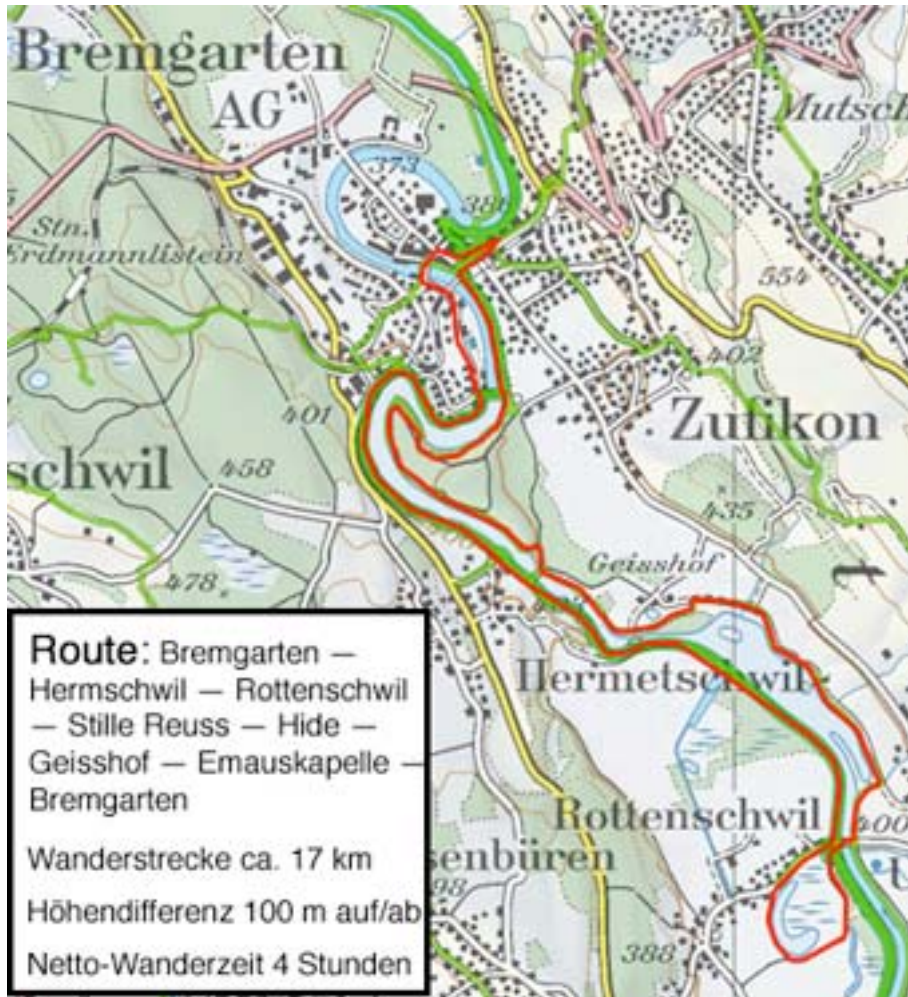 Bremgarten
AG
551
Mutsch
373
381
Stn.
Erdmannlistein
554
402
401
Zufikon
schwil
458
435
Geisshof
478
Hermetschwil
Rottenschwil
400
senbüren
98
388
U
Route: Bremgarten —
Hermschwil — Rottenschwil
— Stille Reuss — Hide —
Geisshof — Emauskapelle —
Bremgarten
Wanderstrecke ca. 17 km
Höhendifferenz 100 m auf/ab
Netto-Wanderzeit 4 Stunden